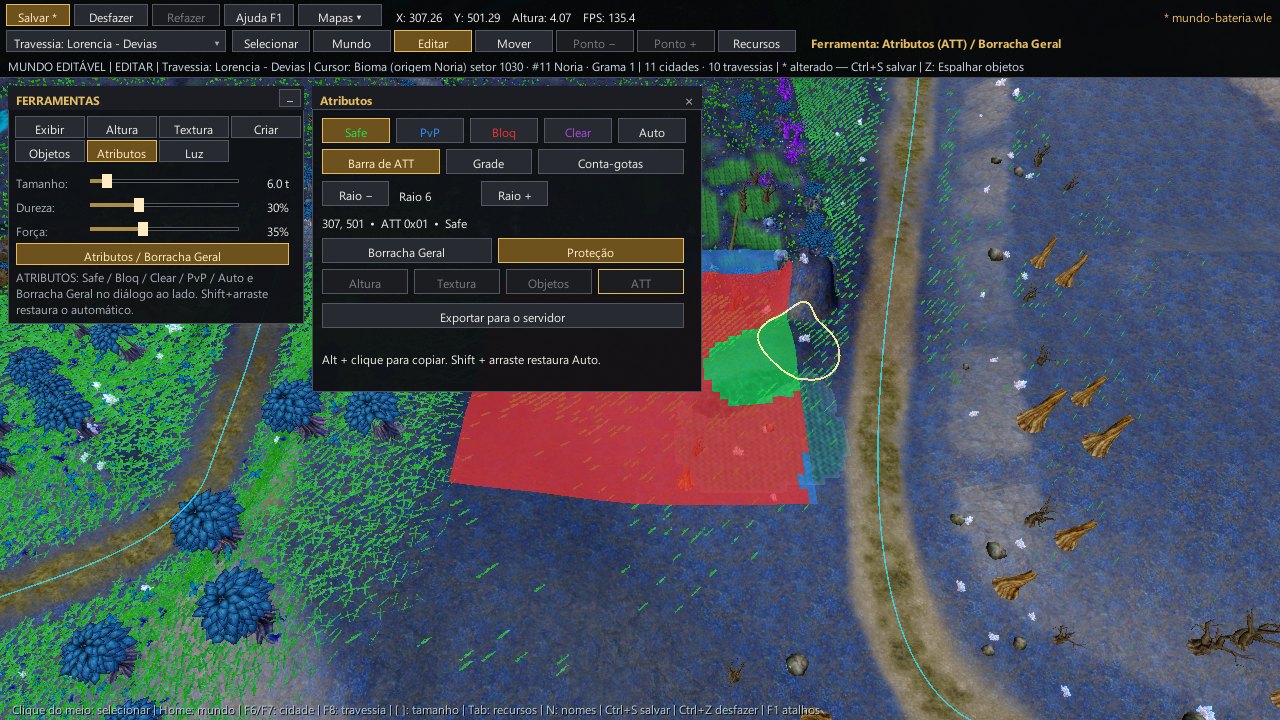 Salvar * Desfazer Refazer Ajuda F1 Mapas ▾ X: 307.26 Y: 501.29 Altura: 4.07 FPS: 135.4 * mundo-bateria.wle
Travessia: Lorencia - Devias ▾ Selecionar Mundo Editar Mover Ponto − Ponto + Recursos Ferramenta: Atributos (ATT) / Borracha Geral
MUNDO EDITÁVEL | EDITAR | Travessia: Lorencia - Devias | Cursor: Bioma (origem Noria) setor 1030 · #11 Noria · Grama 1 | 11 cidades · 10 travessias | * alterado — Ctrl+S salvar | Z: Espalhar objetos
FERRAMENTAS _
Exibir Altura Textura Criar
Objetos Atributos Luz
Tamanho: 6.0 t
Dureza: 30%
Força: 35%
Atributos / Borracha Geral
ATRIBUTOS: Safe / Bloq / Clear / PvP / Auto e
Borracha Geral no diálogo ao lado. Shift+arraste
restaura o automático.
Atributos ×
Safe PvP Bloq Clear Auto
Barra de ATT Grade Conta-gotas
Raio − Raio 6 Raio +
307, 501 • ATT 0x01 • Safe
Borracha Geral Proteção
Altura Textura Objetos ATT
Exportar para o servidor
Alt + clique para copiar. Shift + arraste restaura Auto.
Clique do meio: selecionar | Home: mundo | F6/F7: cidade | F8: travessia | [ ]: tamanho | Tab: recursos | N: nomes | Ctrl+S salvar | Ctrl+Z desfazer | F1 atalhos